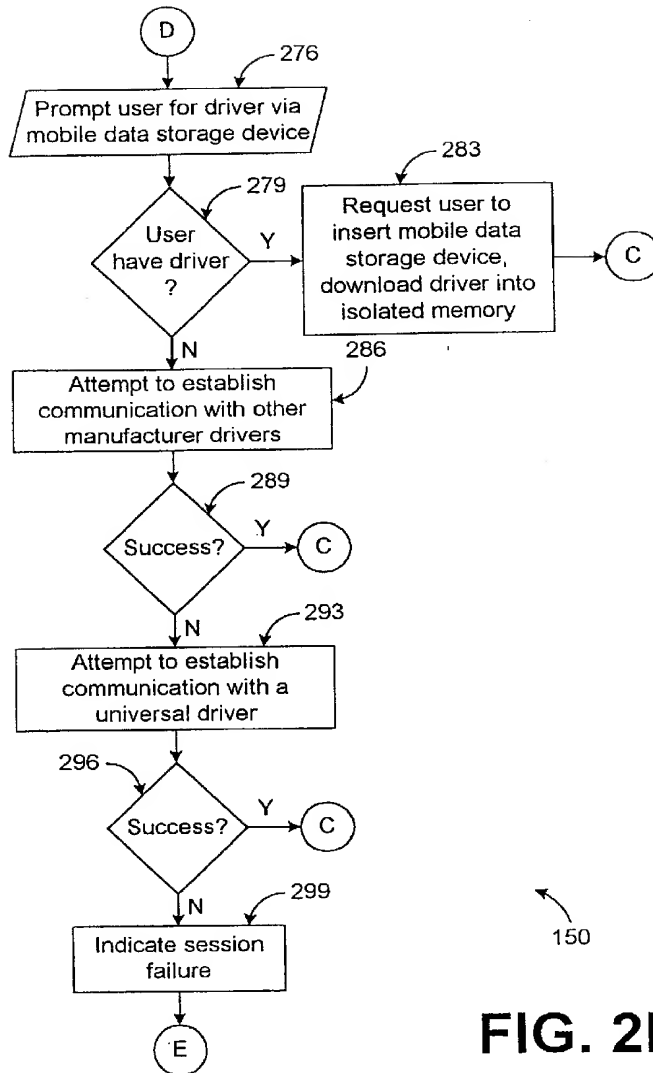 D
276
Prompt user for driver via
mobile data storage device
279
283
User
have driver
?
Y
Request user to
insert mobile data
storage device,
download driver into
isolated memory
C
N
286
Attempt to establish
communication with other
manufacturer drivers
289
Success?
Y
C
N
293
Attempt to establish
communication with a
universal driver
296
Success?
Y
C
N
299
Indicate session
failure
150
E
FIG.